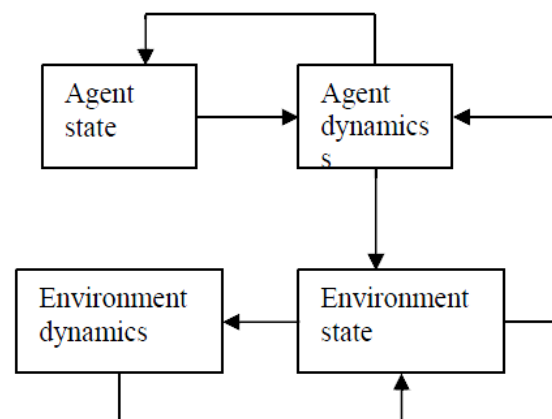 Agent
state
Agent
dynamics
s
Environment
dynamics
Environment
state